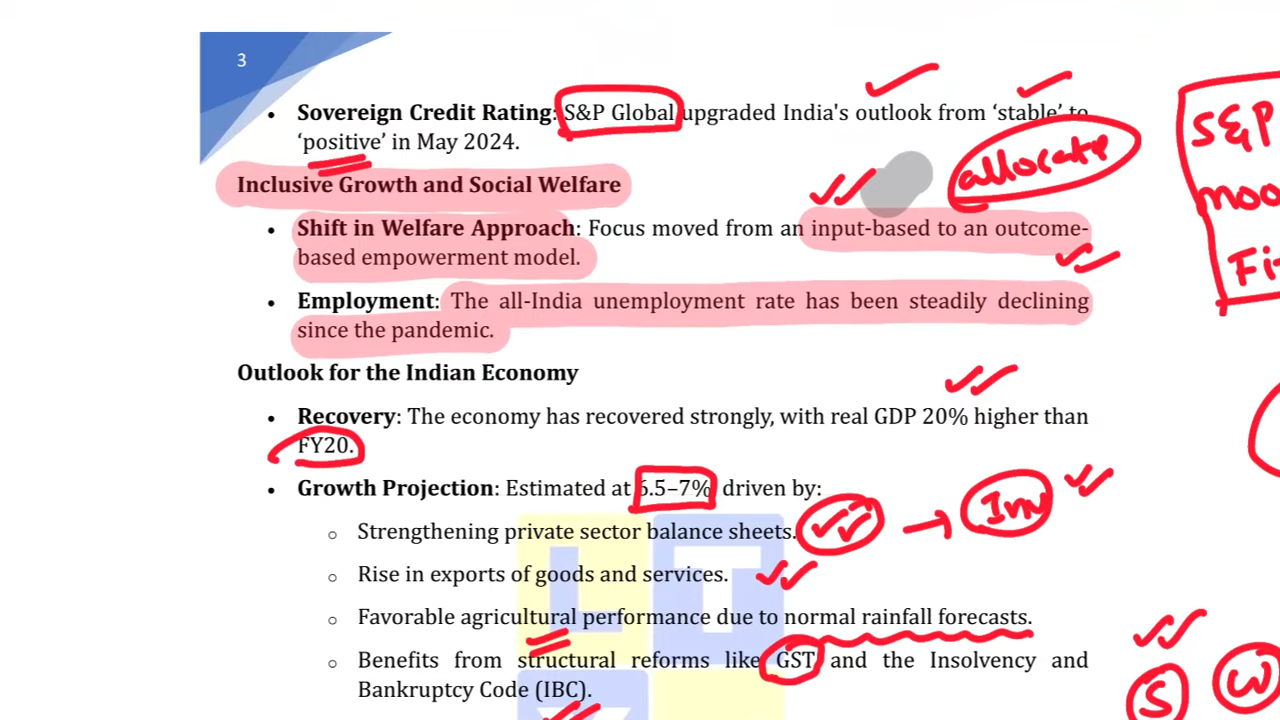 3
• Sovereign Credit Rating: S&P Global upgraded India's outlook from ‘stable’ to
‘positive’ in May 2024.
allocate
S&P
Inclusive Growth and Social Welfare
• Shift in Welfare Approach: Focus moved from an input-based to an outcome-
based empowerment model.
• Employment: The all-India unemployment rate has been steadily declining
since the pandemic.
Outlook for the Indian Economy
• Recovery: The economy has recovered strongly, with real GDP 20% higher than
FY20.
• Growth Projection: Estimated at 6.5–7% driven by:
○ Strengthening private sector balance sheets. → Inv
○ Rise in exports of goods and services.
○ Favorable agricultural performance due to normal rainfall forecasts.
○ Benefits from structural reforms like GST and the Insolvency and
Bankruptcy Code (IBC).
S W